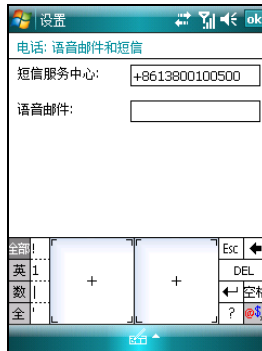 设置 ok
电话: 语音邮件和短信
短信服务中心: +8613800100500
语音邮件:
全部 ! Esc
英 1 DEL
数 | 空格
全 ' ? @$